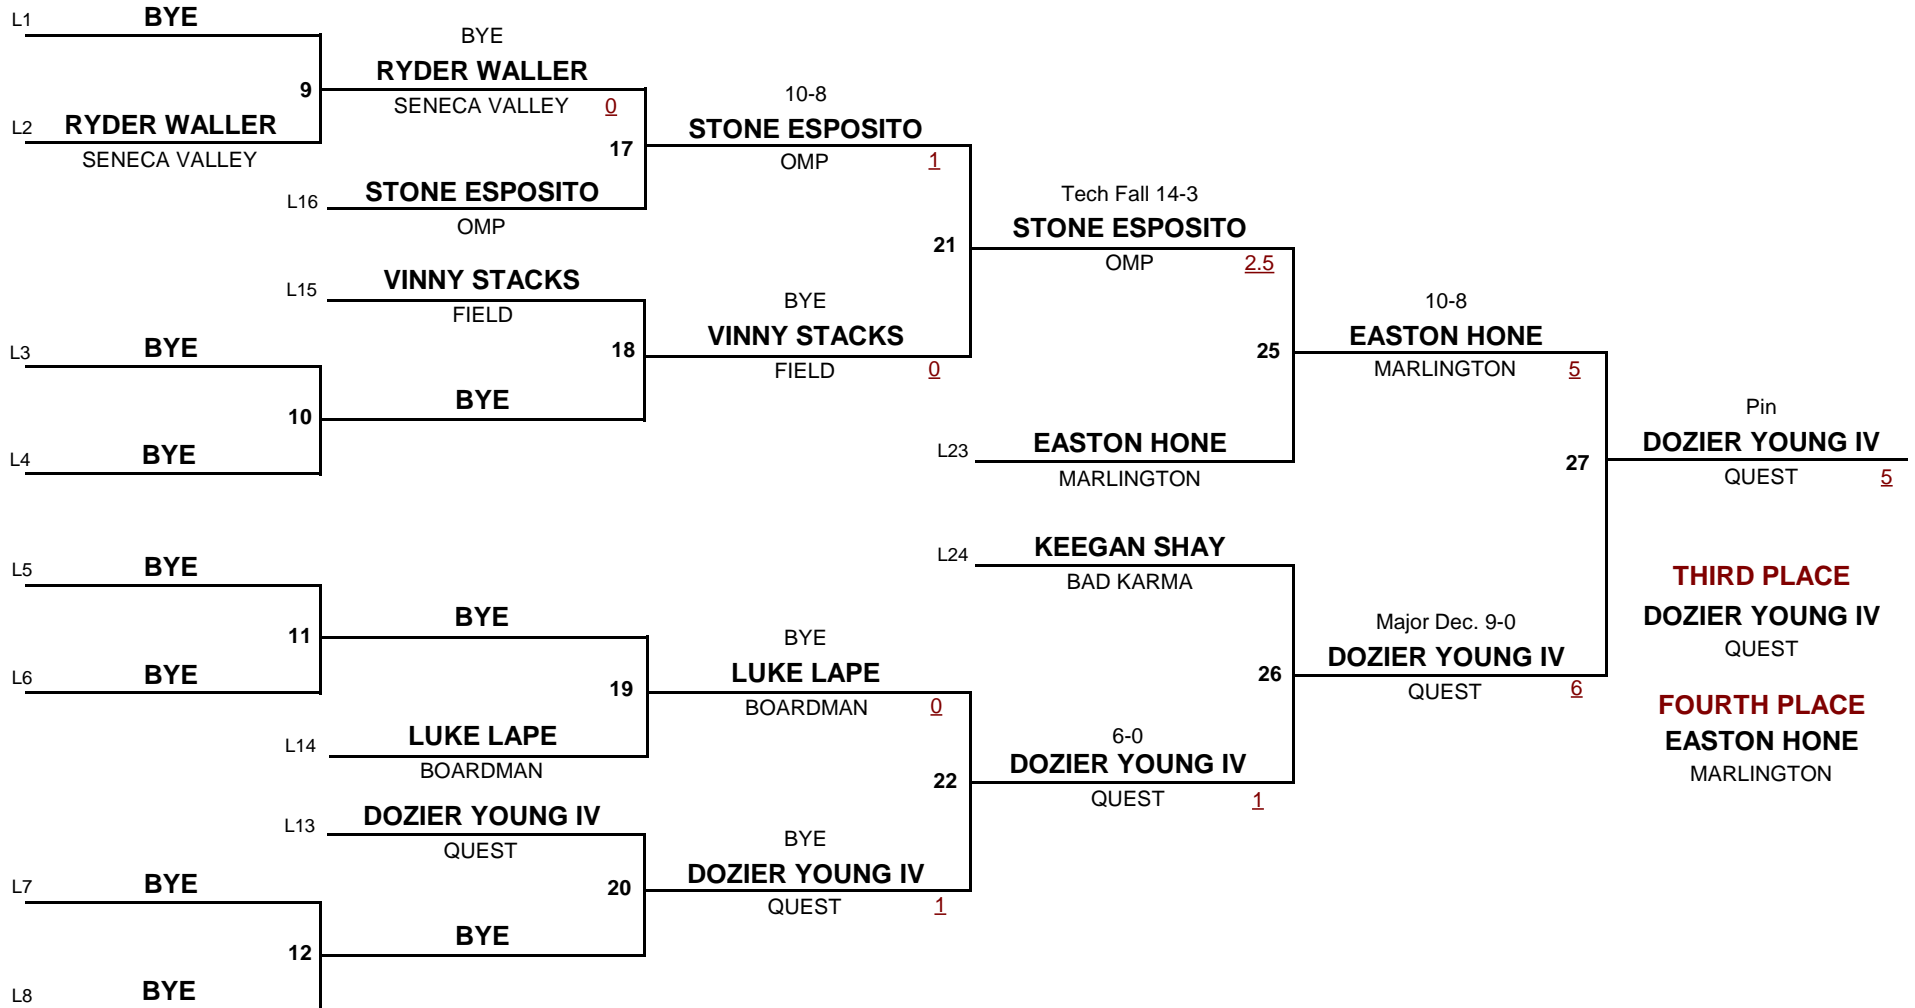 L1 BYE
BYE
RYDER WALLER
9
SENECA VALLEY 0
L2 RYDER WALLER
SENECA VALLEY
10-8
STONE ESPOSITO
17
OMP 1
L16 STONE ESPOSITO
OMP
Tech Fall 14-3
STONE ESPOSITO
21
OMP 2.5
L15 VINNY STACKS
FIELD
BYE
VINNY STACKS
18
FIELD 0
L3 BYE
10
BYE
L4 BYE
10-8
EASTON HONE
25
MARLINGTON 5
L23 EASTON HONE
MARLINGTON
Pin
DOZIER YOUNG IV
27
QUEST 5
L24 KEEGAN SHAY
BAD KARMA
L5 BYE
11
BYE
L6 BYE
BYE
LUKE LAPE
19
BOARDMAN 0
L14 LUKE LAPE
BOARDMAN
Major Dec. 9-0
DOZIER YOUNG IV
26
QUEST 6
6-0
DOZIER YOUNG IV
22
QUEST 1
L13 DOZIER YOUNG IV
QUEST
BYE
DOZIER YOUNG IV
20
QUEST 1
L7 BYE
12
BYE
L8 BYE
THIRD PLACE
DOZIER YOUNG IV
QUEST
FOURTH PLACE
EASTON HONE
MARLINGTON